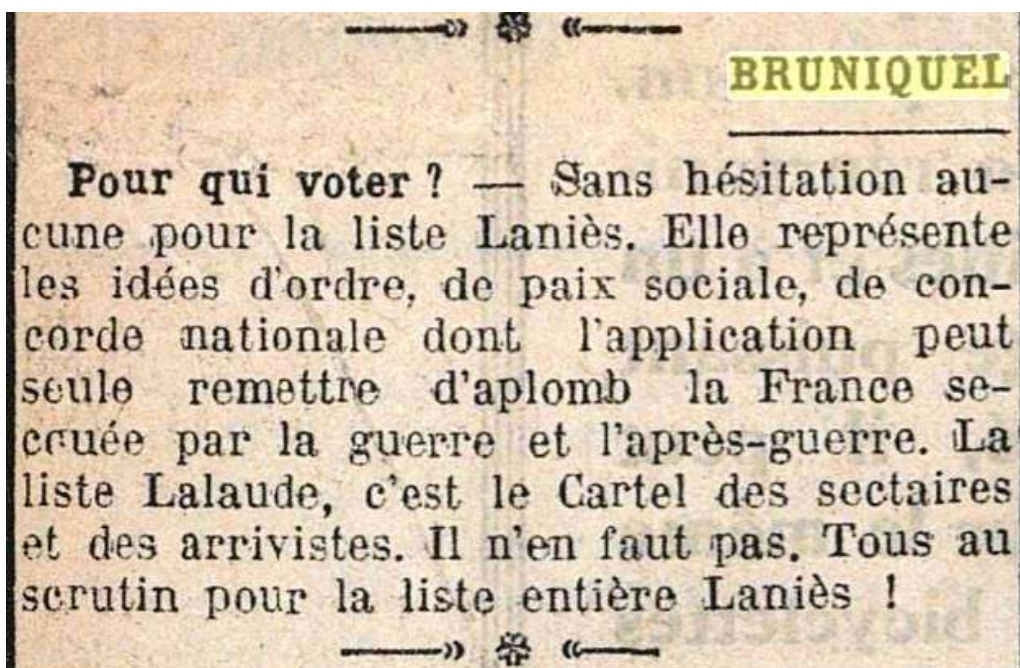 BRUNIQUEL
Pour qui voter ? — Sans hésitation au-
cune pour la liste Laniès. Elle représente
les idées d'ordre, de paix sociale, de con-
corde nationale dont l'application peut
seule remettre d'aplomb la France se-
couée par la guerre et l'après-guerre. La
liste Lalaude, c'est le Cartel des sectaires
et des arrivistes. Il n'en faut pas. Tous au
scrutin pour la liste entière Laniès !